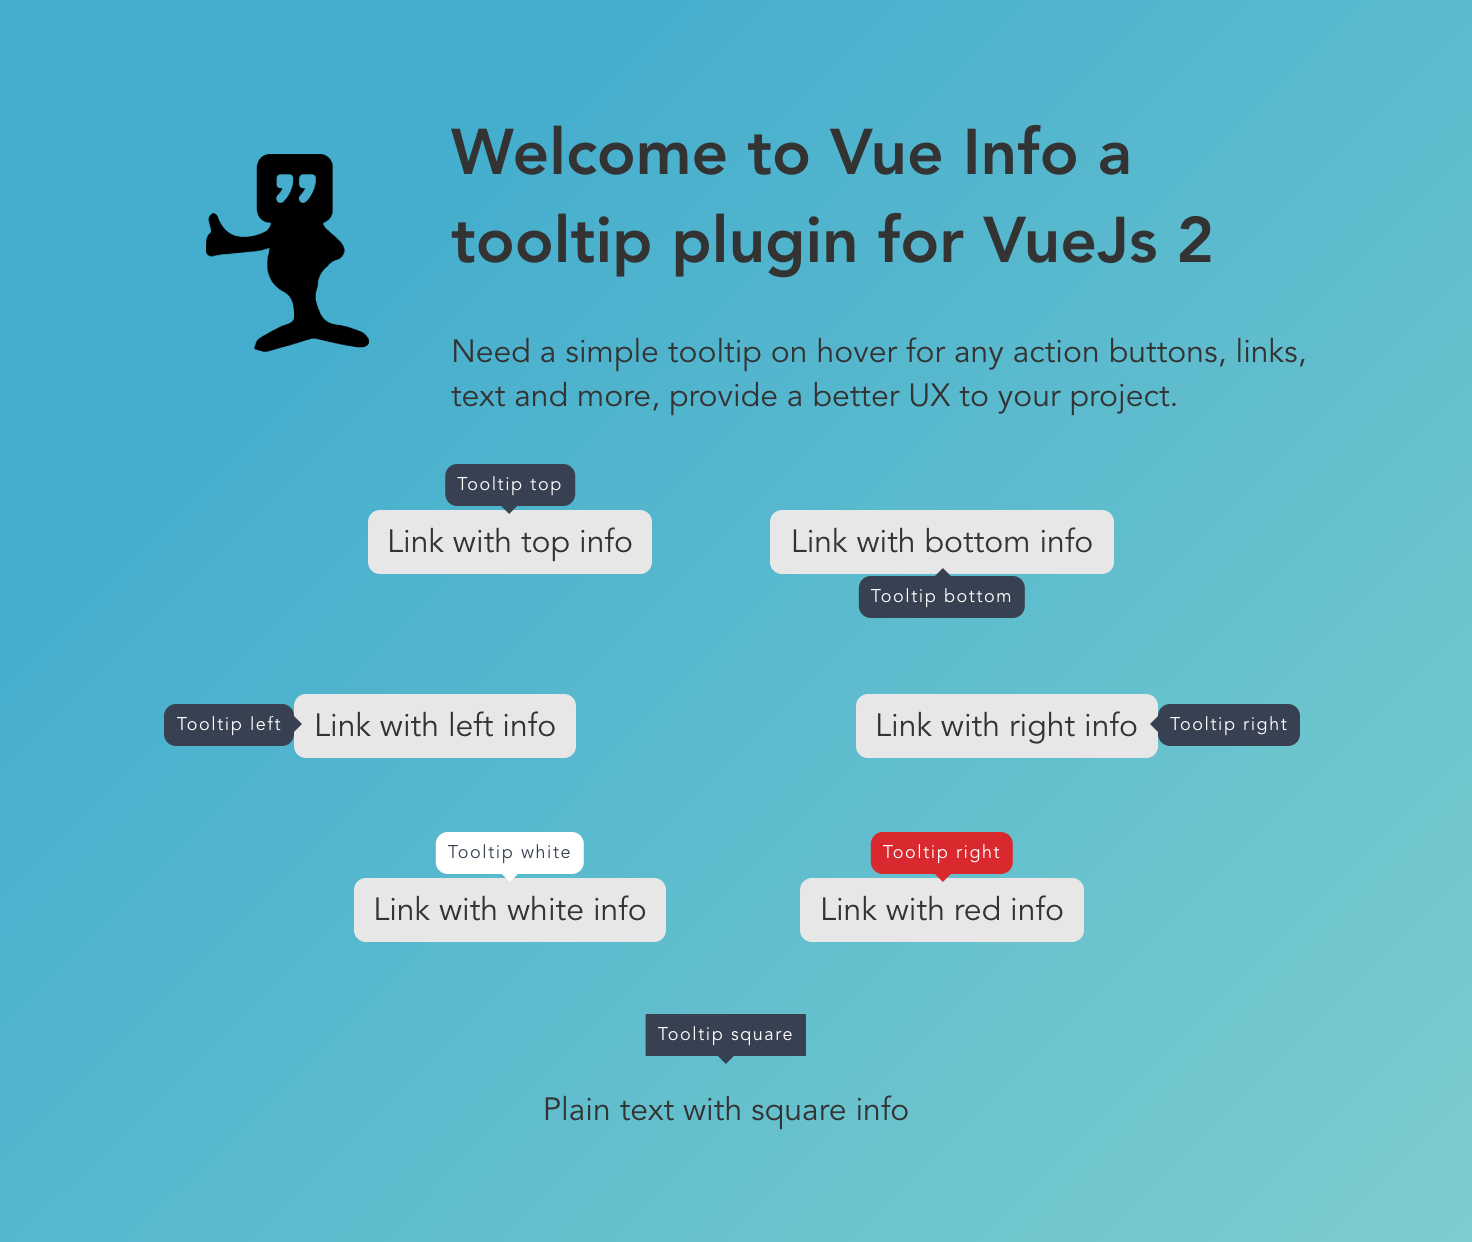 Welcome to Vue Info a
tooltip plugin for VueJs 2
Need a simple tooltip on hover for any action buttons, links,
text and more, provide a better UX to your project.
Tooltip top
Link with top info
Link with bottom info
Tooltip bottom
Tooltip left
Link with left info
Link with right info
Tooltip right
Tooltip white
Link with white info
Tooltip right
Link with red info
Tooltip square
Plain text with square info